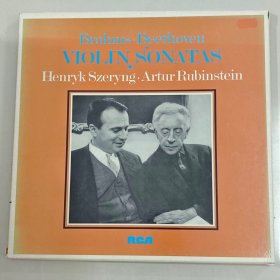 Brahms·Beethoven
VIOLIN SONATAS
Henryk Szeryng·Artur Rubinstein
RCA